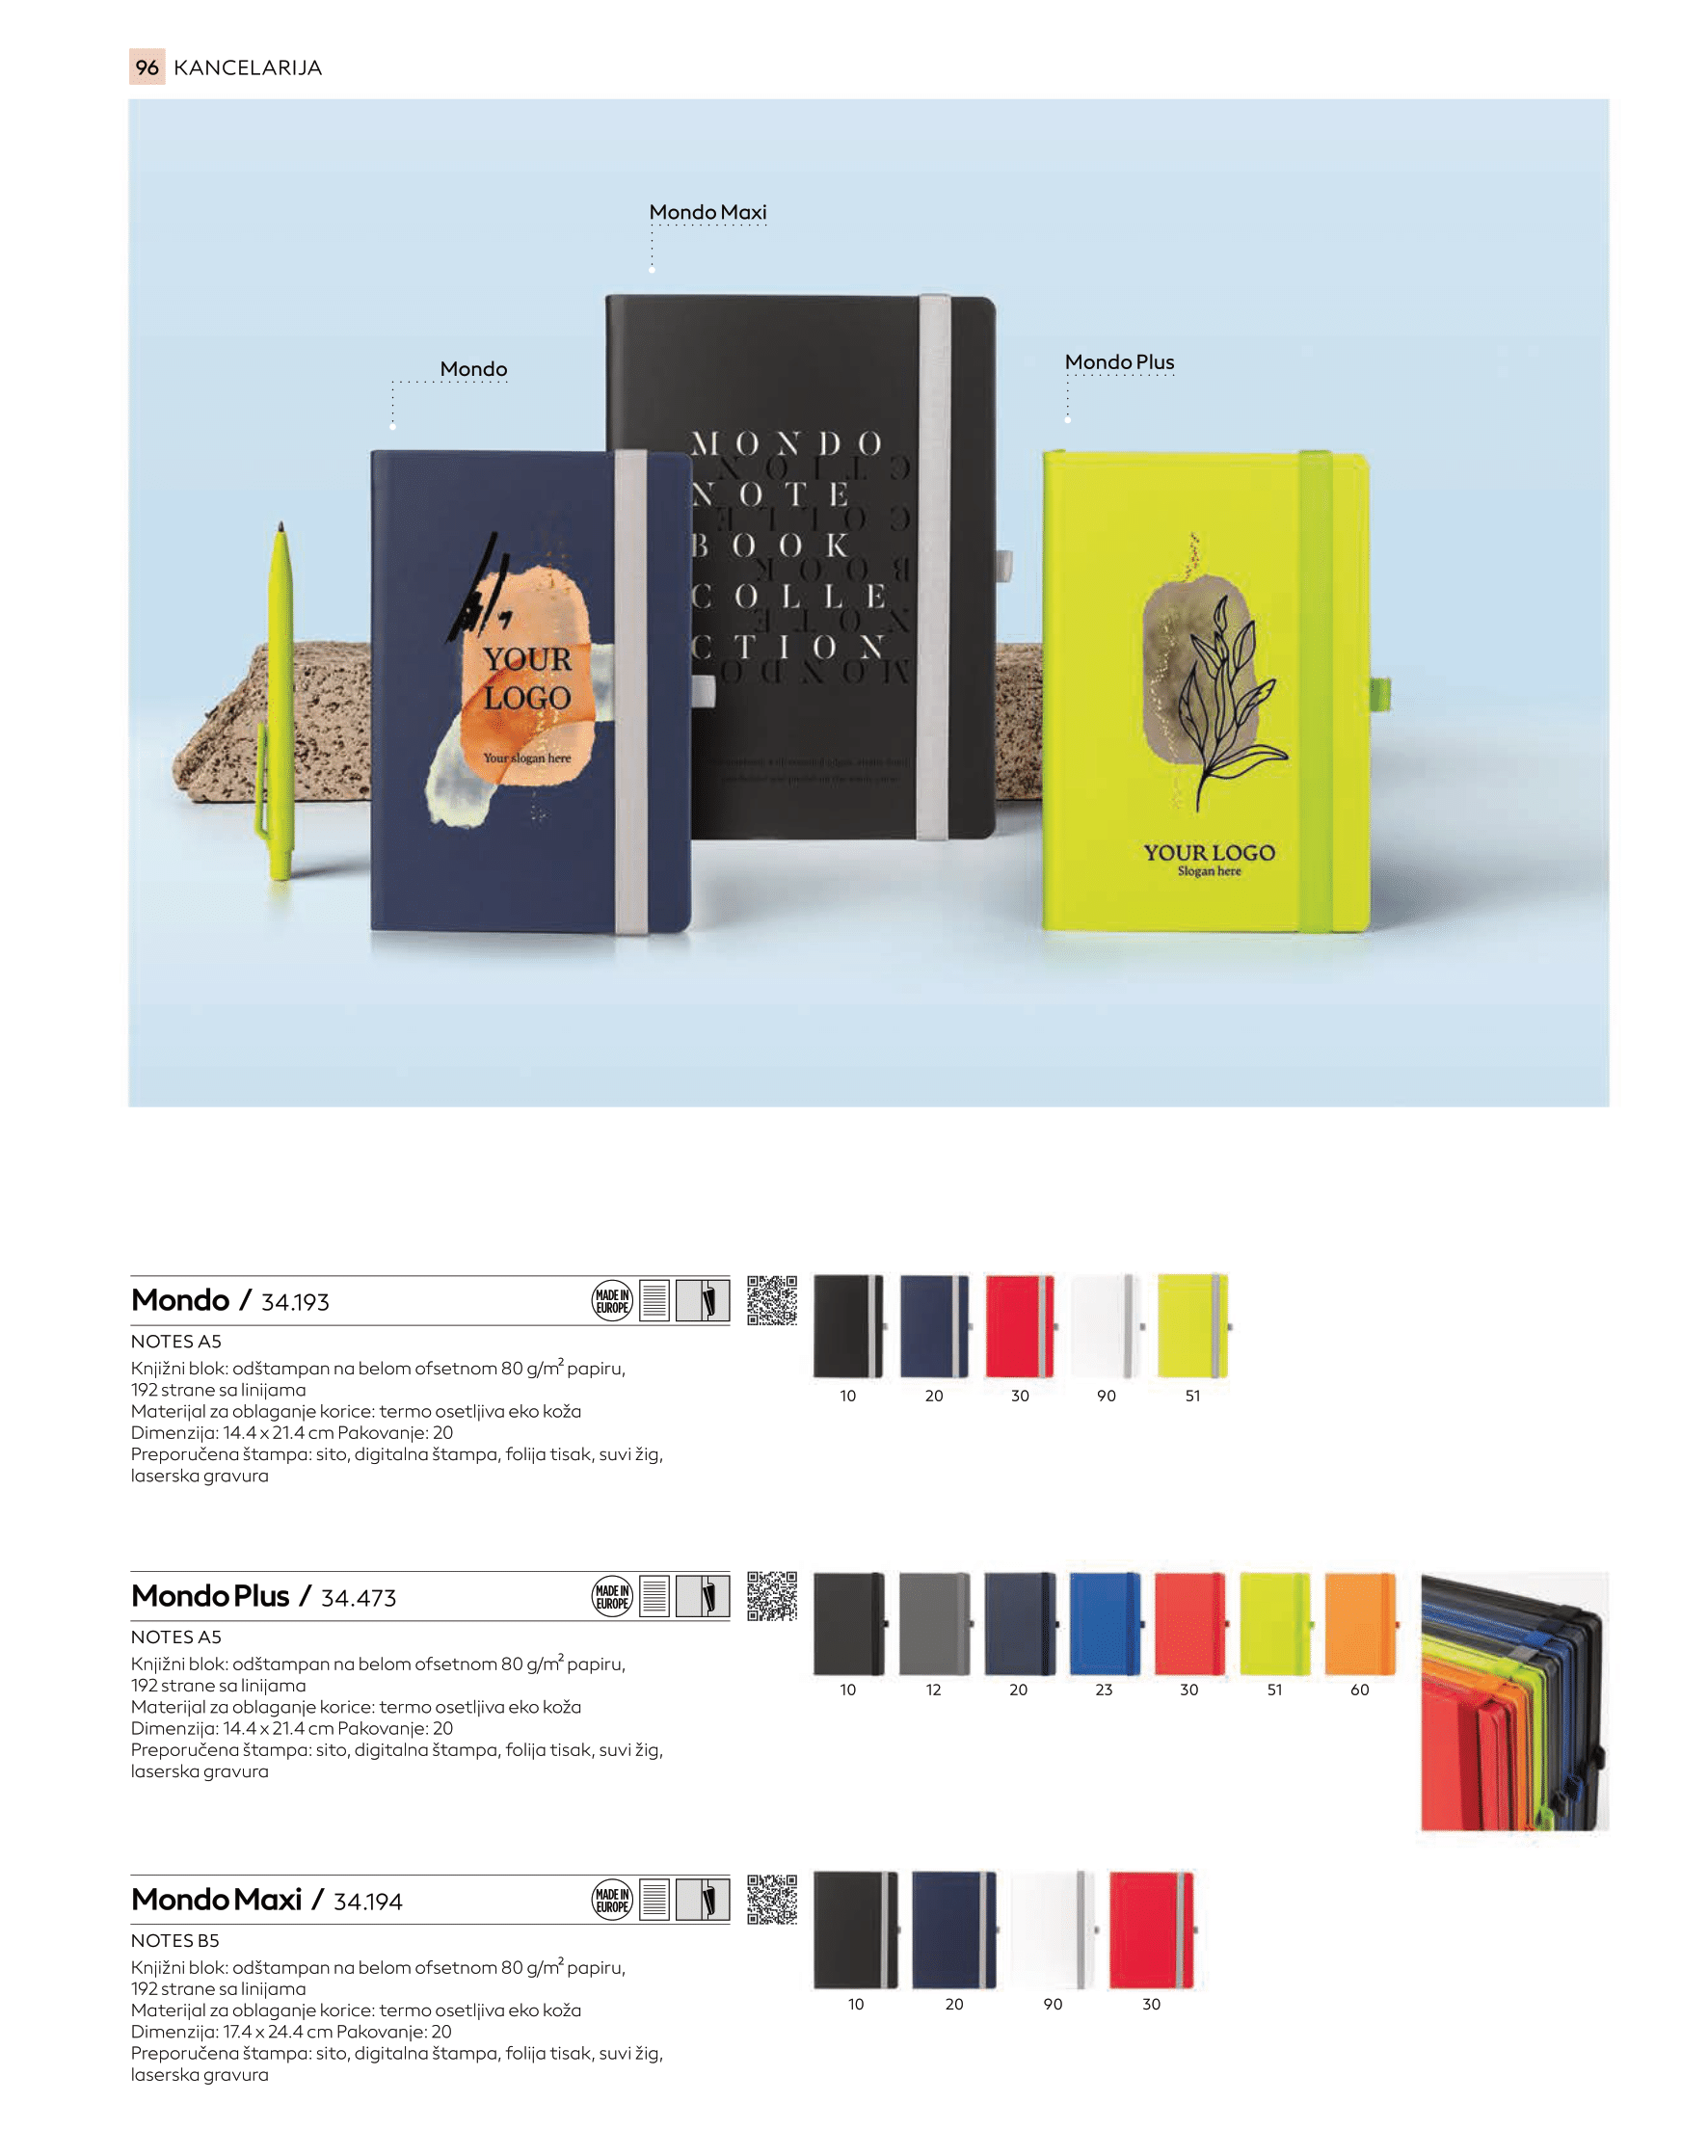 96 KANCELARIJA
Mondo Maxi
Mondo
Mondo Plus
MONDO
NOTE
BOOK
COLLE
CTION
YOUR
LOGO
Your slogan here
YOUR LOGO
Slogan here
Mondo / 34.193
MADE IN
EUROPE
NOTES A5
Knjižni blok: odštampan na belom ofsetnom 80 g/m² papiru,
192 strane sa linijama
Materijal za oblaganje korice: termo osetljiva eko koža
Dimenzija: 14.4 x 21.4 cm Pakovanje: 20
Preporučena štampa: sito, digitalna štampa, folija tisak, suvi žig,
laserska gravura
10 20 30 90 51
Mondo Plus / 34.473
MADE IN
EUROPE
NOTES A5
Knjižni blok: odštampan na belom ofsetnom 80 g/m² papiru,
192 strane sa linijama
Materijal za oblaganje korice: termo osetljiva eko koža
Dimenzija: 14.4 x 21.4 cm Pakovanje: 20
Preporučena štampa: sito, digitalna štampa, folija tisak, suvi žig,
laserska gravura
10 12 20 23 30 51 60
Mondo Maxi / 34.194
MADE IN
EUROPE
NOTES B5
Knjižni blok: odštampan na belom ofsetnom 80 g/m² papiru,
192 strane sa linijama
Materijal za oblaganje korice: termo osetljiva eko koža
Dimenzija: 17.4 x 24.4 cm Pakovanje: 20
Preporučena štampa: sito, digitalna štampa, folija tisak, suvi žig,
laserska gravura
10 20 90 30